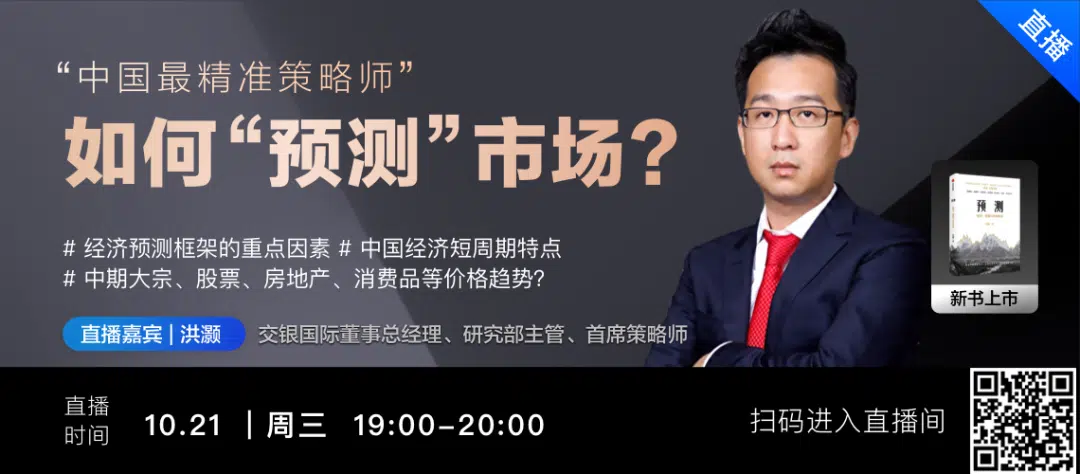 直播
“中国最精准策略师”
如何“预测”市场？
# 经济预测框架的重点因素 # 中国经济短周期特点
# 中期大宗、股票、房地产、消费品等价格趋势?
预测
新书上市
直播嘉宾 | 洪灏
交银国际董事总经理、研究部主管、首席策略师
直播
时间
10.21 | 周三 19:00-20:00
扫码进入直播间